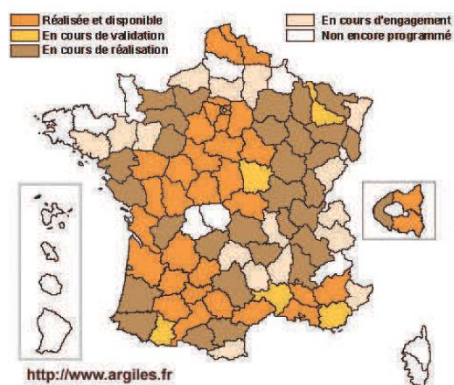 Réalisée et disponible
En cours de validation
En cours de réalisation
En cours d'engagement
Non encore programmé
http://www.argiles.fr